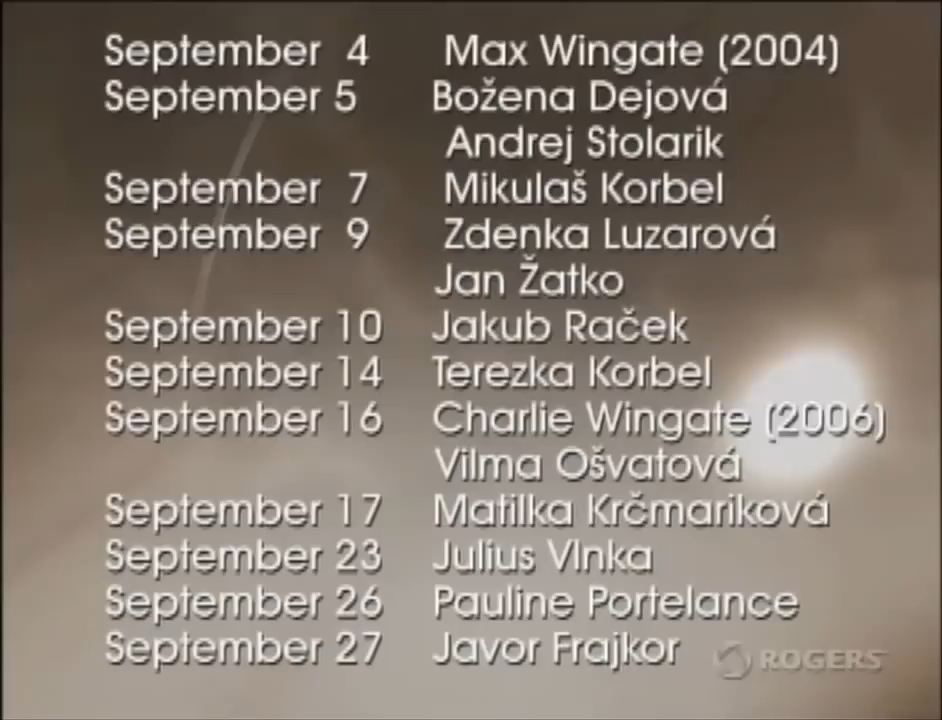 September 4 Max Wingate (2004)
September 5 Božena Dejová
Andrej Stolarik
September 7 Mikulaš Korbel
September 9 Zdenka Luzarová
Jan Žatko
September 10 Jakub Raček
September 14 Terezka Korbel
September 16 Charlie Wingate (2006)
Vilma Ošvatová
September 17 Matilka Krčmariková
September 23 Julius Vlnka
September 26 Pauline Portelance
September 27 Javor Frajkor
ROGERS